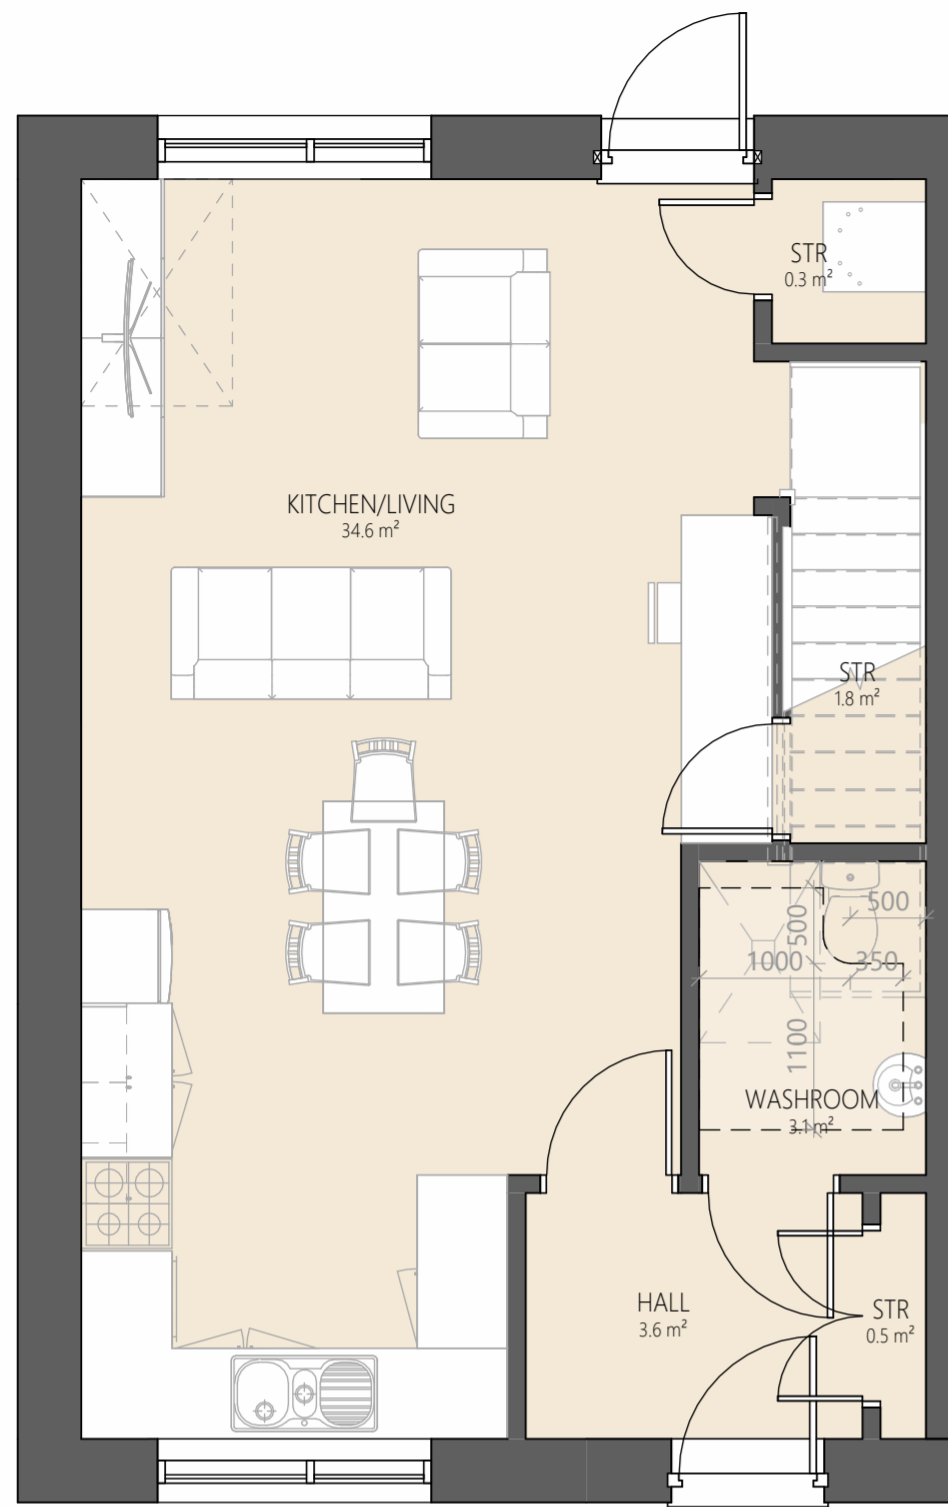 STR
0.3 m²
KITCHEN/LIVING
34.6 m²
STR
1.8 m²
500
500
1000
350
1100
WASHROOM
3.1 m²
HALL
3.6 m²
STR
0.5 m²